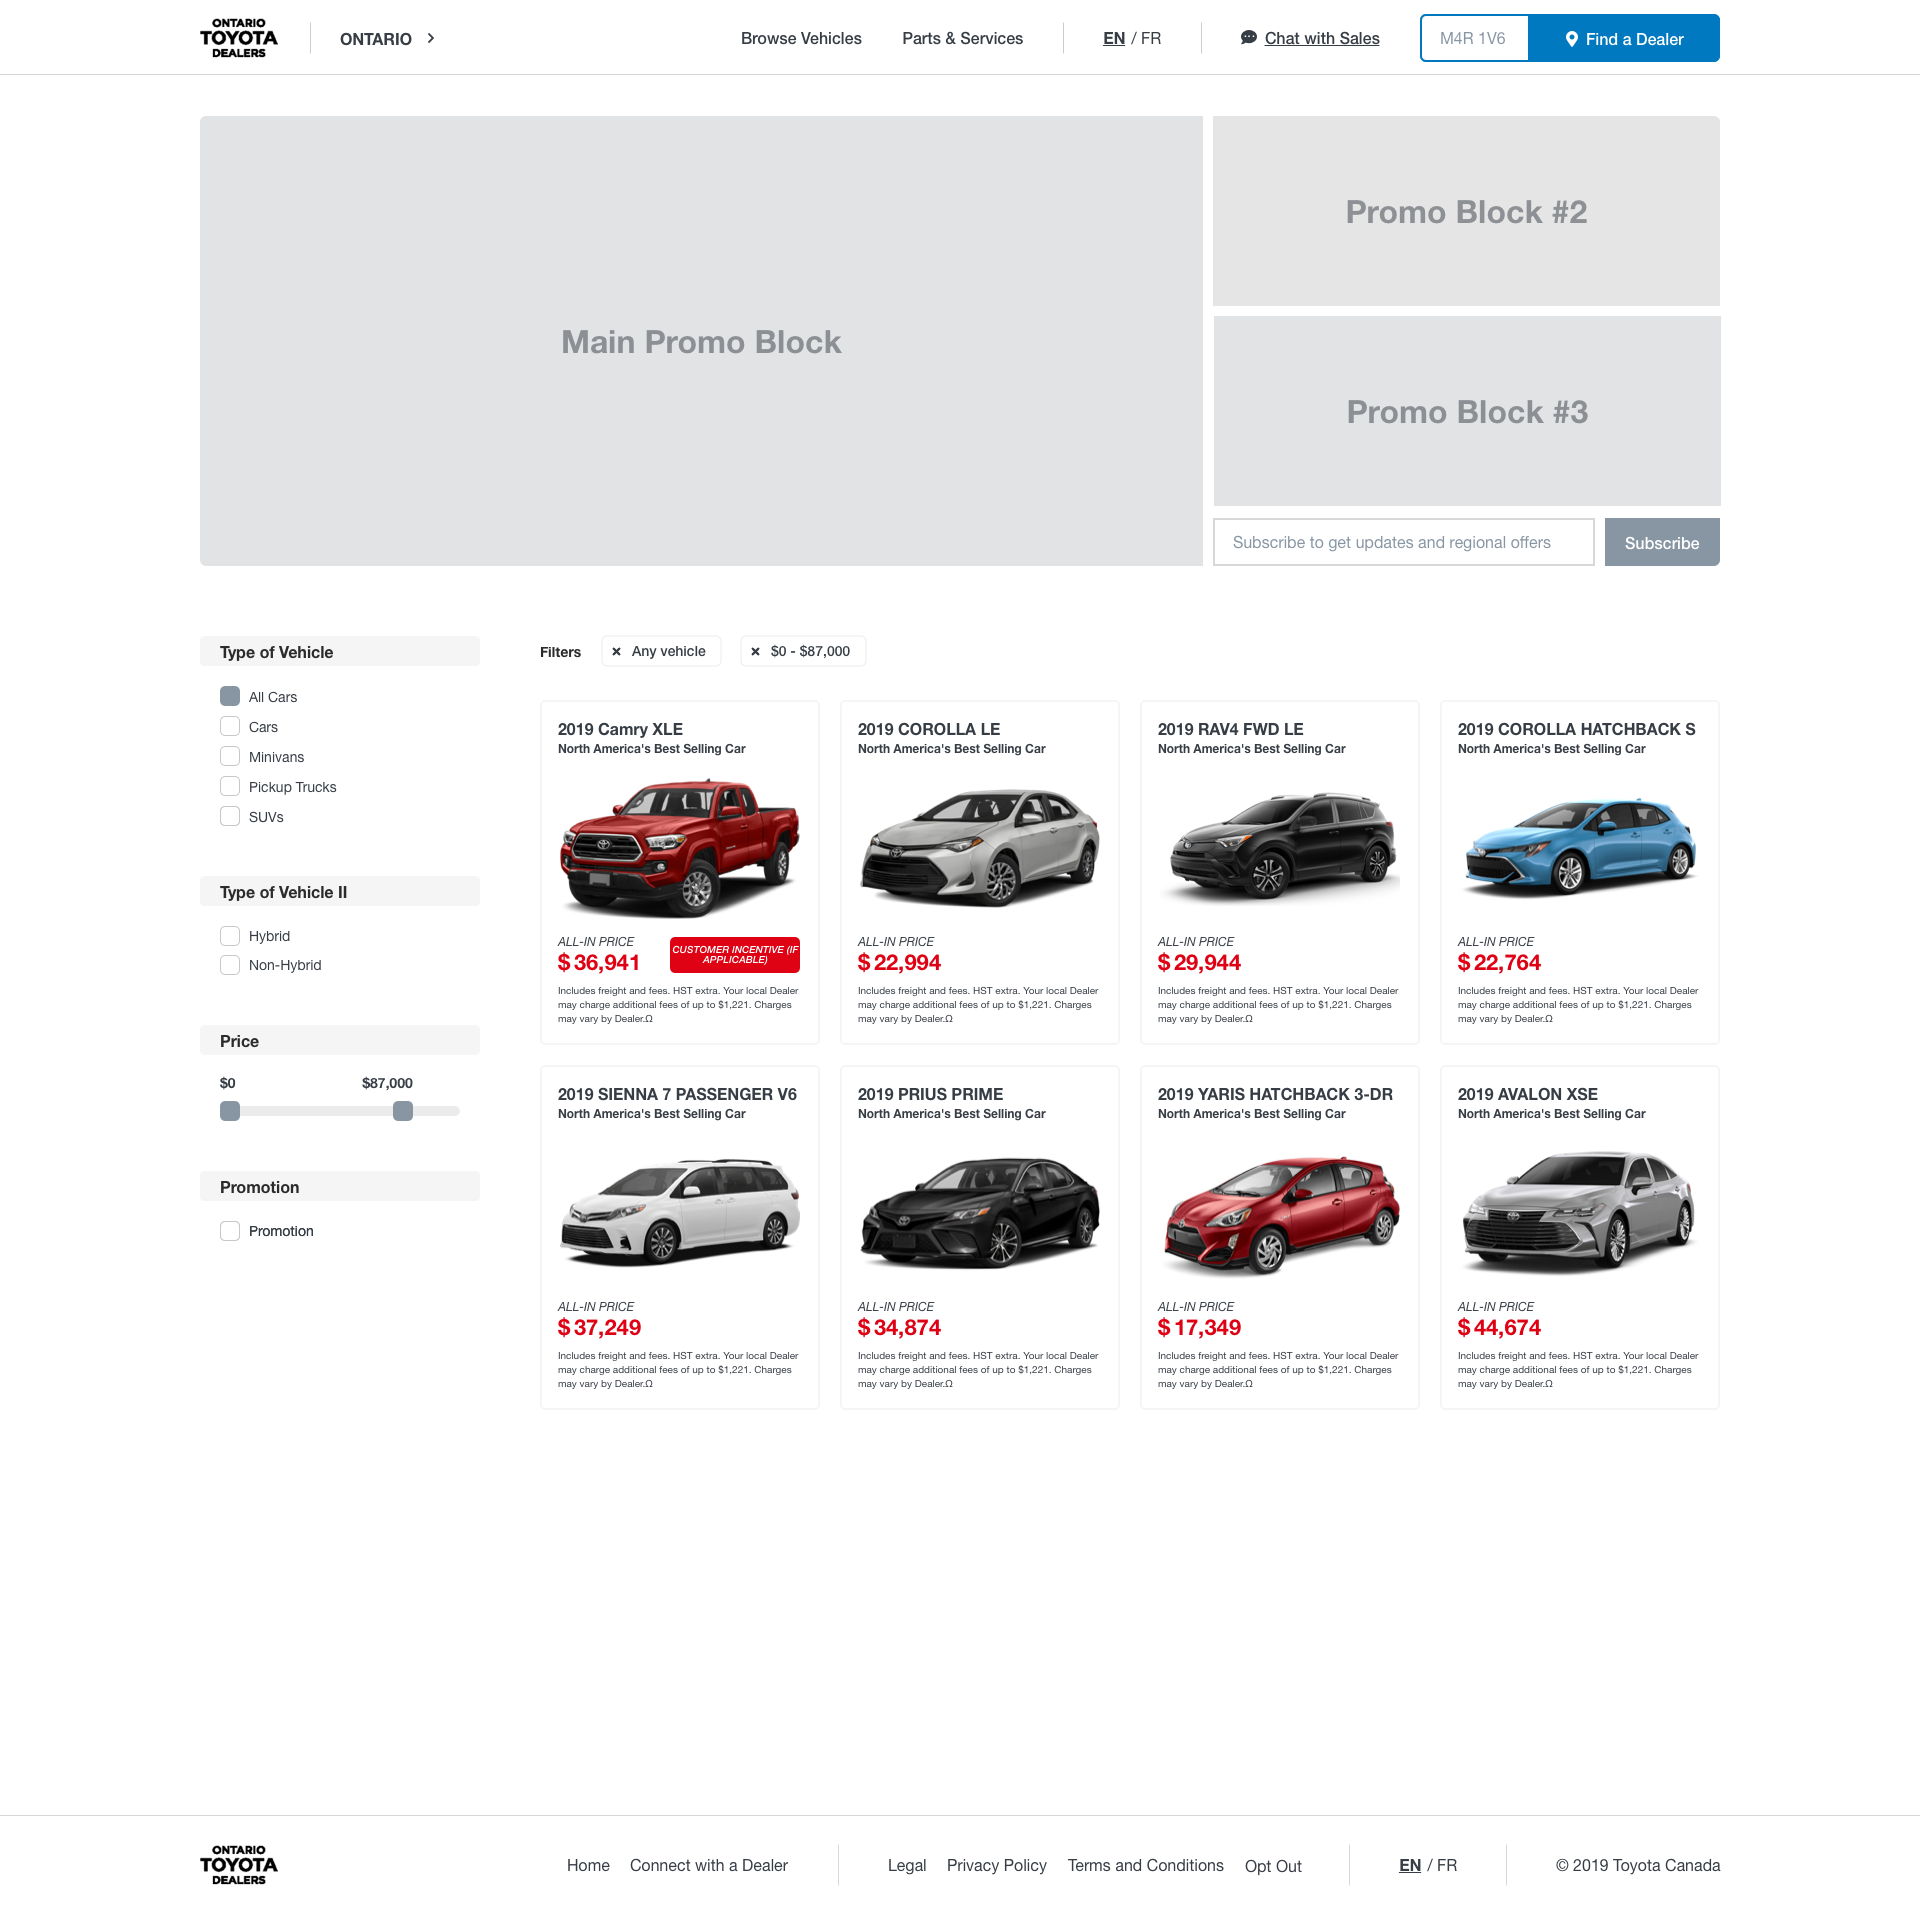 ONTARIO
TOYOTA
DEALERS
ONTARIO
Browse Vehicles
Parts & Services
EN / FR
Chat with Sales
M4R 1V6
Find a Dealer
Main Promo Block
Promo Block #2
Promo Block #3
Subscribe to get updates and regional offers
Subscribe
Type of Vehicle
All Cars
Cars
Minivans
Pickup Trucks
SUVs
Type of Vehicle II
Hybrid
Non-Hybrid
Price
$0
$87,000
Promotion
Promotion
Filters
Any vehicle
$0 - $87,000
2019 Camry XLE
North America's Best Selling Car
ALL-IN PRICE
$ 36,941
CUSTOMER INCENTIVE (IF
APPLICABLE)
Includes freight and fees. HST extra. Your local Dealer
may charge additional fees of up to $1,221. Charges
may vary by Dealer.Ω
2019 COROLLA LE
North America's Best Selling Car
ALL-IN PRICE
$ 22,994
Includes freight and fees. HST extra. Your local Dealer
may charge additional fees of up to $1,221. Charges
may vary by Dealer.Ω
2019 RAV4 FWD LE
North America's Best Selling Car
ALL-IN PRICE
$ 29,944
Includes freight and fees. HST extra. Your local Dealer
may charge additional fees of up to $1,221. Charges
may vary by Dealer.Ω
2019 COROLLA HATCHBACK S
North America's Best Selling Car
ALL-IN PRICE
$ 22,764
Includes freight and fees. HST extra. Your local Dealer
may charge additional fees of up to $1,221. Charges
may vary by Dealer.Ω
2019 SIENNA 7 PASSENGER V6
North America's Best Selling Car
ALL-IN PRICE
$ 37,249
Includes freight and fees. HST extra. Your local Dealer
may charge additional fees of up to $1,221. Charges
may vary by Dealer.Ω
2019 PRIUS PRIME
North America's Best Selling Car
ALL-IN PRICE
$ 34,874
Includes freight and fees. HST extra. Your local Dealer
may charge additional fees of up to $1,221. Charges
may vary by Dealer.Ω
2019 YARIS HATCHBACK 3-DR
North America's Best Selling Car
ALL-IN PRICE
$ 17,349
Includes freight and fees. HST extra. Your local Dealer
may charge additional fees of up to $1,221. Charges
may vary by Dealer.Ω
2019 AVALON XSE
North America's Best Selling Car
ALL-IN PRICE
$ 44,674
Includes freight and fees. HST extra. Your local Dealer
may charge additional fees of up to $1,221. Charges
may vary by Dealer.Ω
ONTARIO
TOYOTA
DEALERS
Home
Connect with a Dealer
Legal
Privacy Policy
Terms and Conditions
Opt Out
EN / FR
© 2019 Toyota Canada